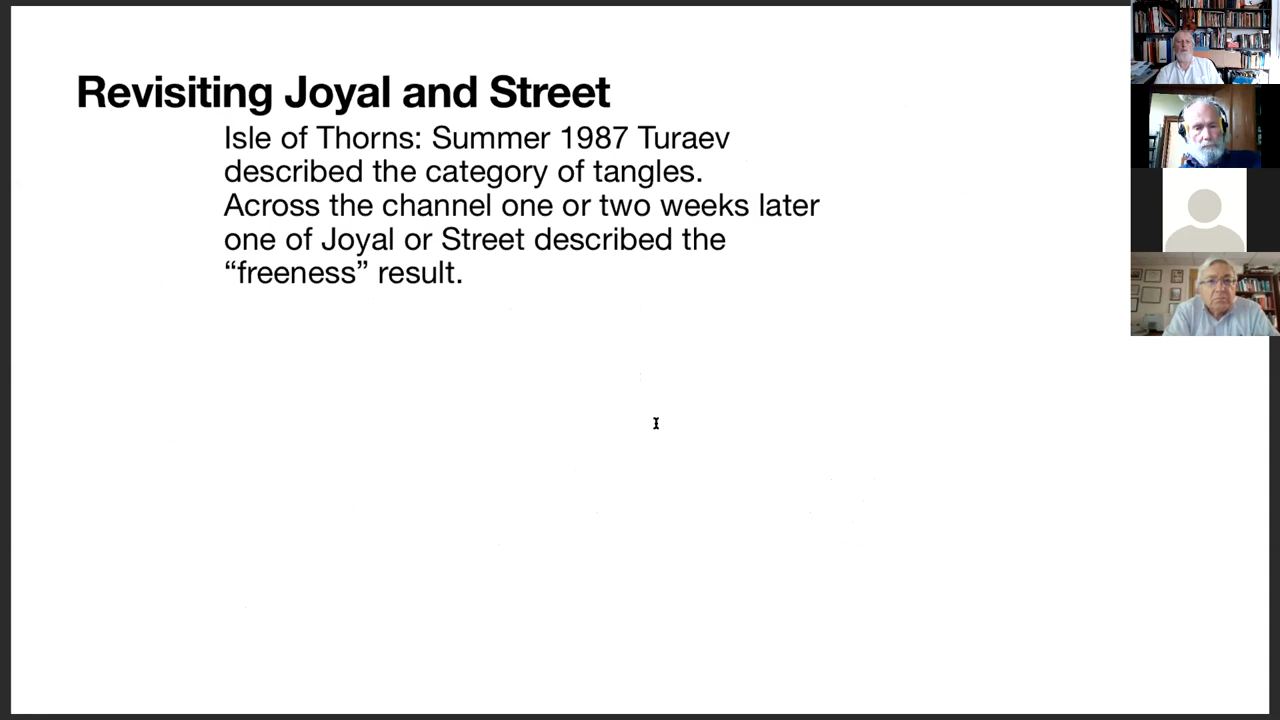 Revisiting Joyal and Street
Isle of Thorns: Summer 1987 Turaev
described the category of tangles.
Across the channel one or two weeks later
one of Joyal or Street described the
“freeness” result.